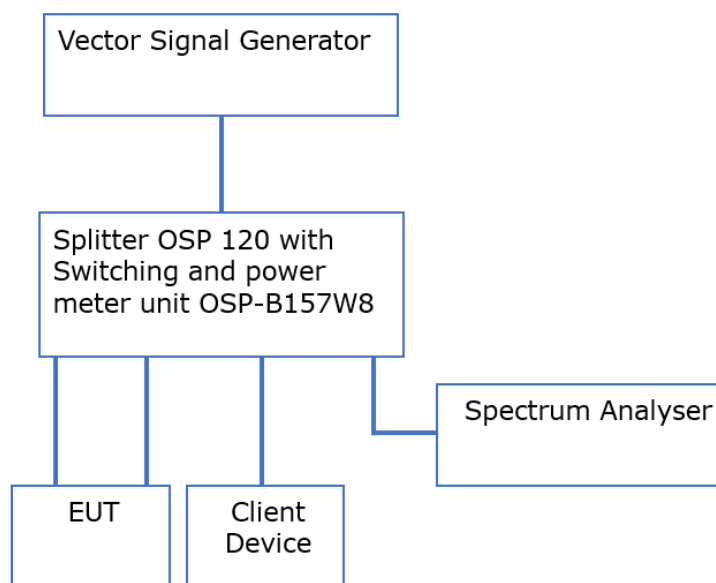 Vector Signal Generator
Splitter OSP 120 with
Switching and power
meter unit OSP-B157W8
Spectrum Analyser
EUT
Client
Device